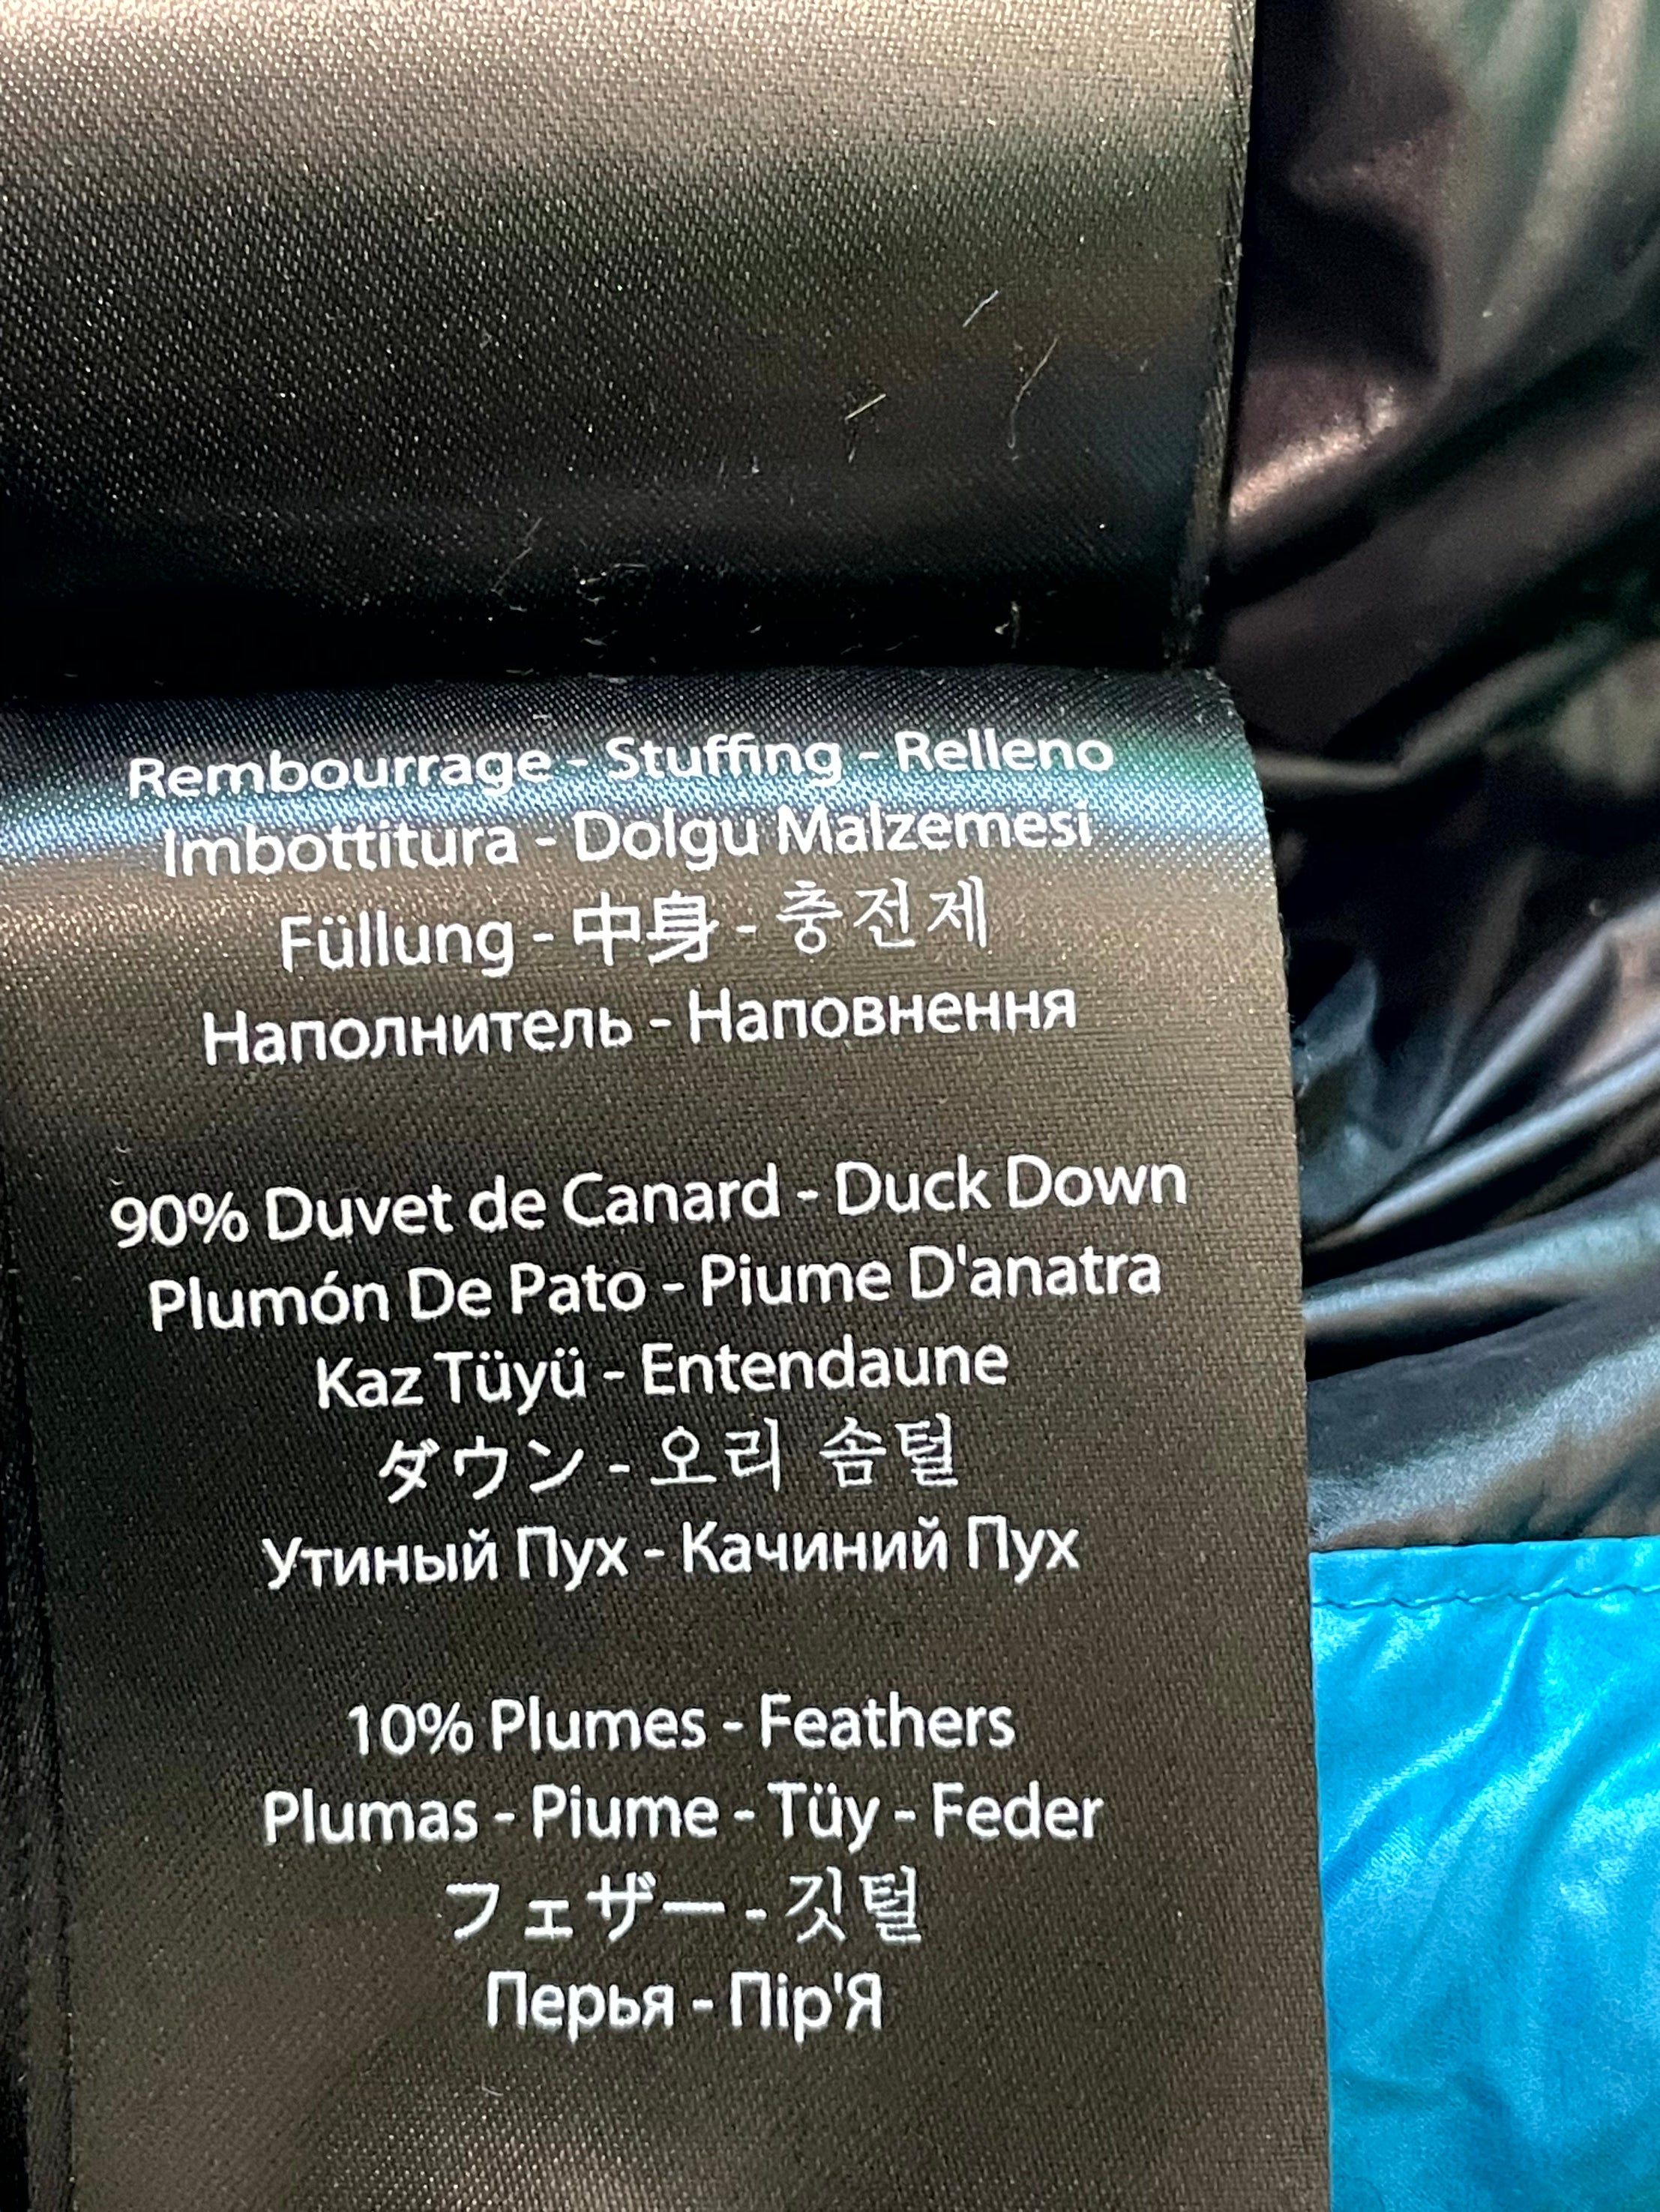 Rembourrage - Stuffing - Relleno
Imbottitura - Dolgu Malzemesi
Füllung - 中身 - 충전제
Наполнитель - Наповнення
90% Duvet de Canard - Duck Down
Plumón De Pato - Piume D'anatra
Kaz Tüyü - Entendaune
ダウン - 오리 솜털
Утиный Пух - Качиний Пух
10% Plumes - Feathers
Plumas - Piume - Tüy - Feder
フェザー - 깃털
Перья - Пір'Я